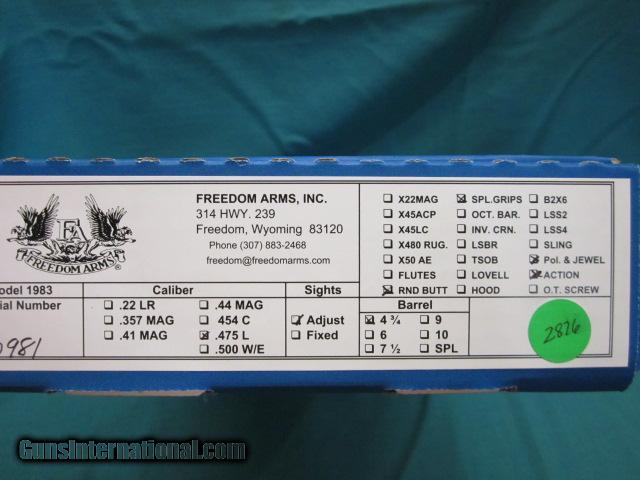 FREEDOM ARMS, INC.
314 HWY. 239
Freedom, Wyoming 83120
Phone (307) 883-2468
freedom@freedomarms.com
FA
FREEDOM ARMS®
X22MAG SPL.GRIPS B2X6
X45ACP OCT. BAR. LSS2
X45LC INV. CRN. LSS4
X480 RUG. LSBR SLING
X50 AE TSOB Pol. & JEWEL
FLUTES LOVELL ACTION
RND BUTT HOOD O.T. SCREW
odel 1983 Caliber Sights Barrel
ial Number
.22 LR .44 MAG
.357 MAG .454 C Adjust 4 ¾ 9
.41 MAG .475 L Fixed 6 10
.500 W/E 7 ½ SPL
981
2826
GunsInternational.com